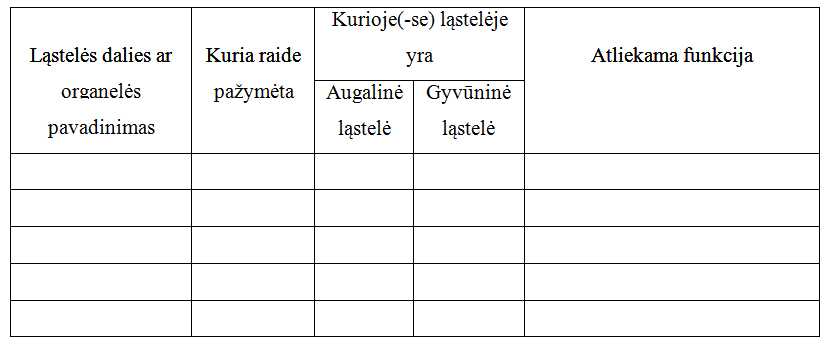 Ląstelės dalies ar
organelės
pavadinimas
Kuria raide
pažymėta
Kurioje(-se) ląstelėje
yra
Augalinė
ląstelė
Gyvūninė
ląstelė
Atliekama funkcija